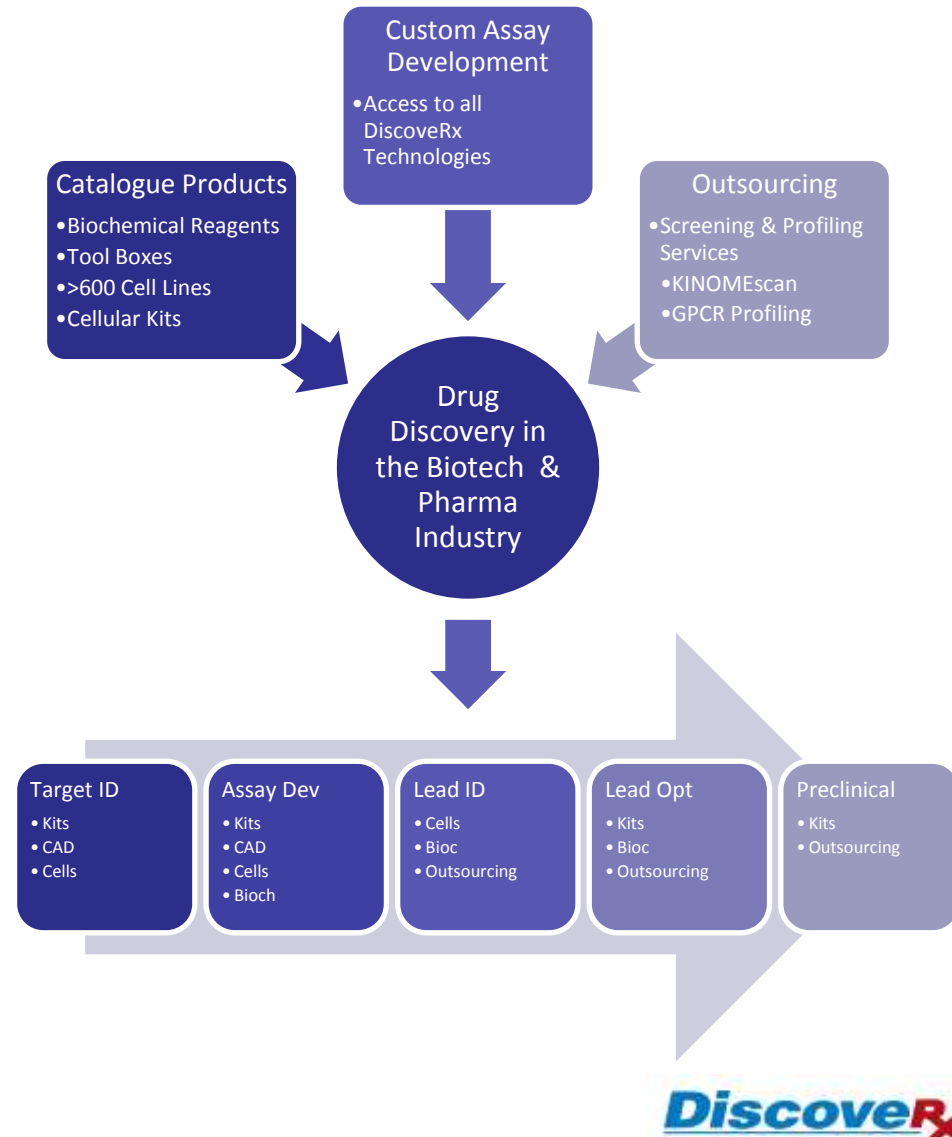 Custom Assay
Development
•Access to all
DiscoveRx
Technologies
Catalogue Products
•Biochemical Reagents
•Tool Boxes
•>600 Cell Lines
•Cellular Kits
Outsourcing
•Screening & Profiling
Services
•KINOMEscan
•GPCR Profiling
Drug
Discovery in
the Biotech & 
Pharma
Industry
Target ID
• Kits
• CAD
• Cells
Assay Dev
• Kits
• CAD
• Cells
• Bioch
Lead ID
• Cells
• Bioc
• Outsourcing
Lead Opt
• Kits
• Bioc
• Outsourcing
Preclinical
• Kits
• Outsourcing
DiscoveRx